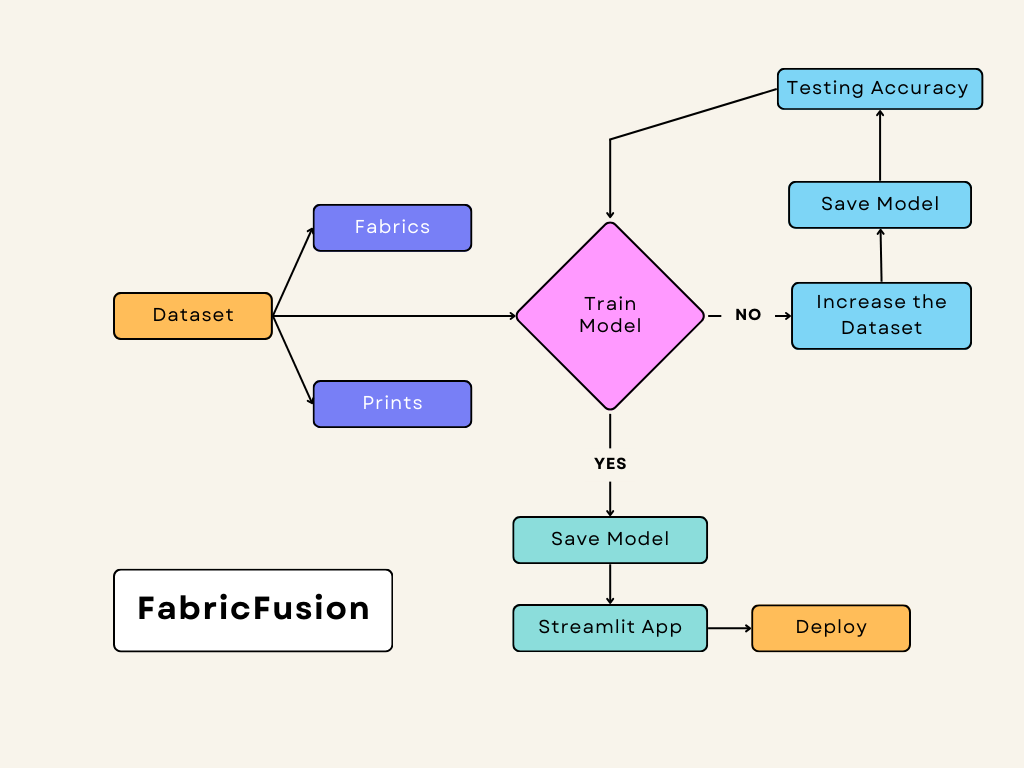 Testing Accuracy
Save Model
Fabrics
Increase the
Dataset
Dataset
Train
Model
NO
Prints
YES
Save Model
FabricFusion
Streamlit App
Deploy